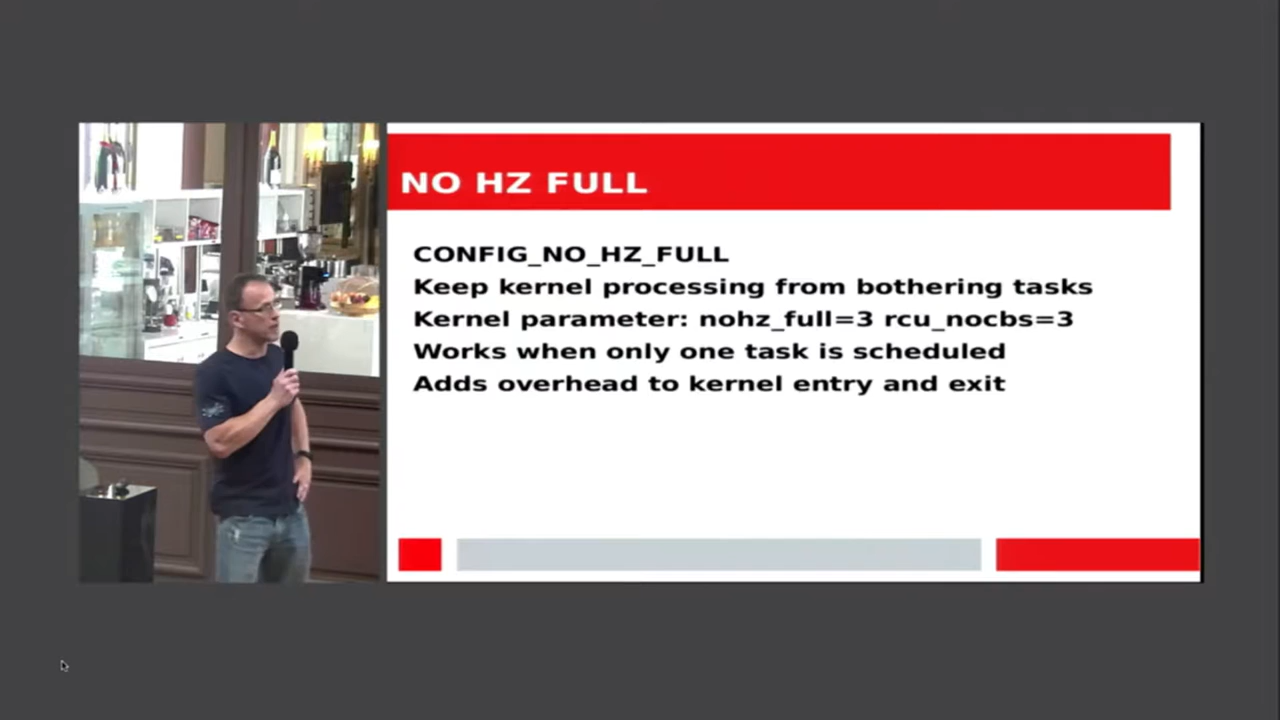 NO HZ FULL
CONFIG_NO_HZ_FULL
Keep kernel processing from bothering tasks
Kernel parameter: nohz_full=3 rcu_nocbs=3
Works when only one task is scheduled
Adds overhead to kernel entry and exit